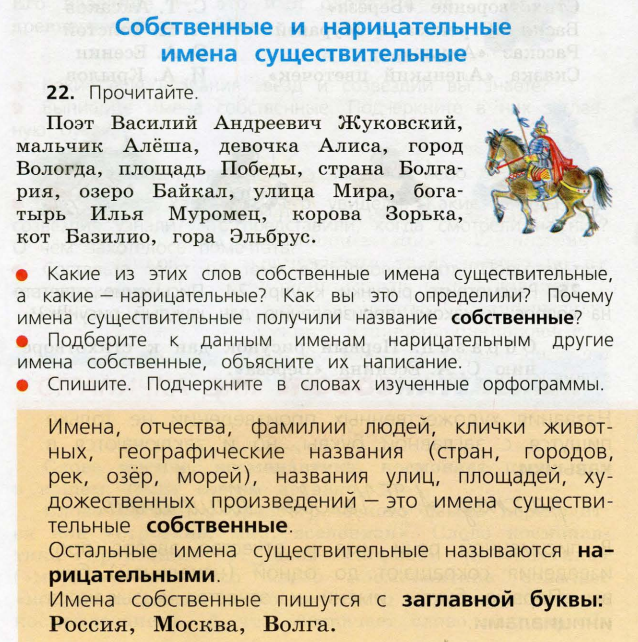 Собственные и нарицательные
имена существительные
22. Прочитайте.
Поэт Василий Андреевич Жуковский,
мальчик Алёша, девочка Алиса, город
Вологда, площадь Победы, страна Болга-
рия, озеро Байкал, улица Мира, бога-
тырь Илья Муромец, корова Зорька,
кот Базилио, гора Эльбрус.
● Какие из этих слов собственные имена существительные,
а какие – нарицательные? Как вы это определили? Почему
имена существительные получили название собственные?
● Подберите к данным именам нарицательным другие
имена собственные, объясните их написание.
● Спишите. Подчеркните в словах изученные орфограммы.
Имена, отчества, фамилии людей, клички живот-
ных, географические названия (стран, городов,
рек, озёр, морей), названия улиц, площадей, ху-
дожественных произведений – это имена существи-
тельные собственные.
Остальные имена существительные называются на-
рицательными.
Имена собственные пишутся с заглавной буквы:
Россия, Москва, Волга.